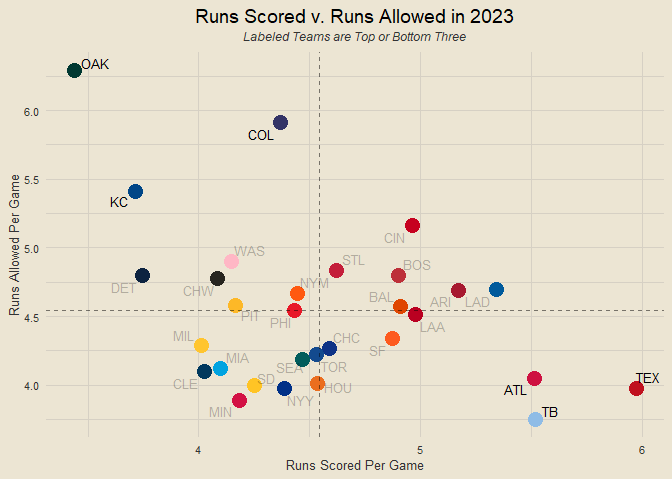 Runs Scored v. Runs Allowed in 2023
Labeled Teams are Top or Bottom Three
OAK
6.0
COL
5.5
KC
5.0
CIN
WAS
STL
BOS
DET
CHW
NYM
BAL
ARI
LAD
4.5
PIT
PHI
LAA
MIL
CHC
SF
MIA
SEA
TOR
4.0
CLE
SD
HOU
ATL
TEX
MIN
NYY
TB
4
5
6
Runs Scored Per Game
Runs Allowed Per Game